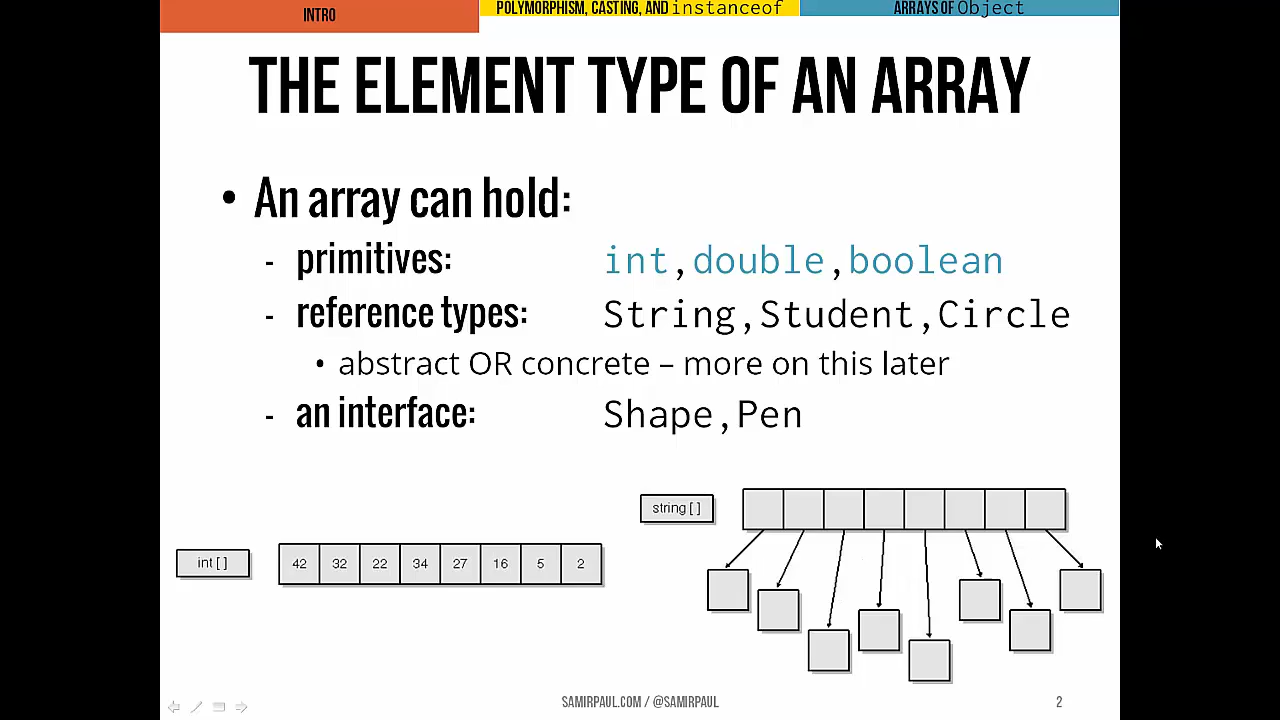 INTRO
POLYMORPHISM, CASTING, AND instanceof
ARRAYS OF Object
THE ELEMENT TYPE OF AN ARRAY
• An array can hold:
- primitives: int,double,boolean
- reference types: String,Student,Circle
• abstract OR concrete – more on this later
- an interface: Shape,Pen
string [ ]
int [ ] 42 32 22 34 27 16 5 2
SAMIRPAUL.COM / @SAMIRPAUL 2